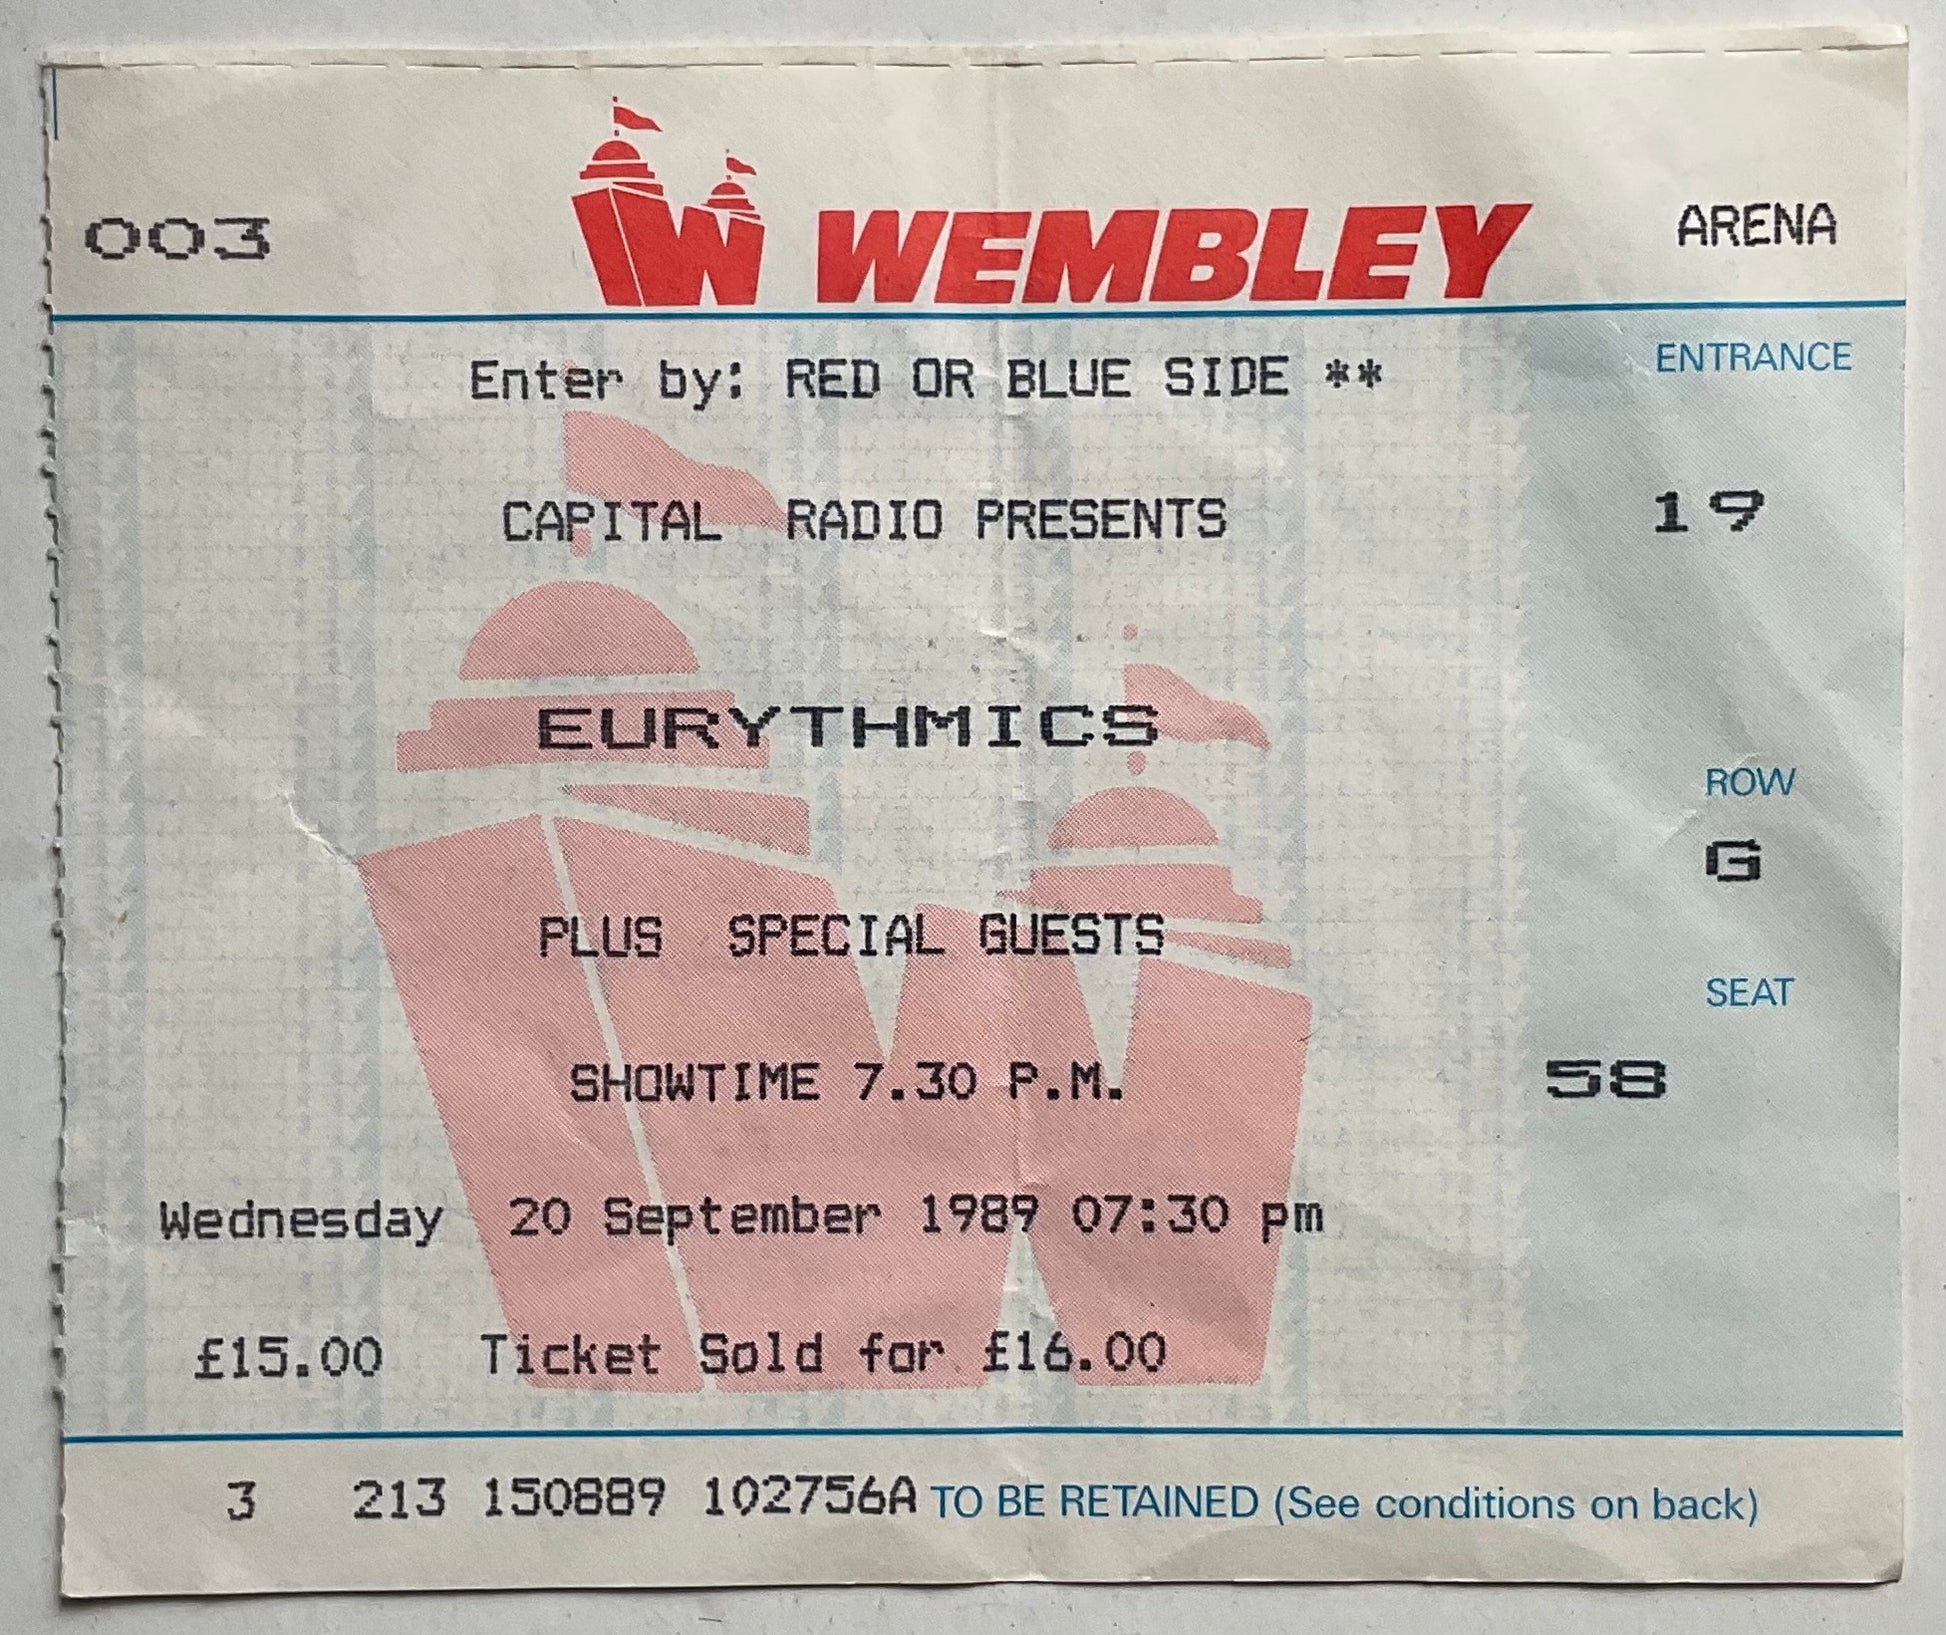 003 W WEMBLEY ARENA
Enter by: RED OR BLUE SIDE **
ENTRANCE
CAPITAL RADIO PRESENTS
19
EURYTHMICS
ROW
G
PLUS SPECIAL GUESTS
SEAT
SHOWTIME 7.30 P.M.
58
Wednesday 20 September 1989 07:30 pm
£15.00 Ticket Sold for £16.00
3 213 150889 102756A TO BE RETAINED (See conditions on back)